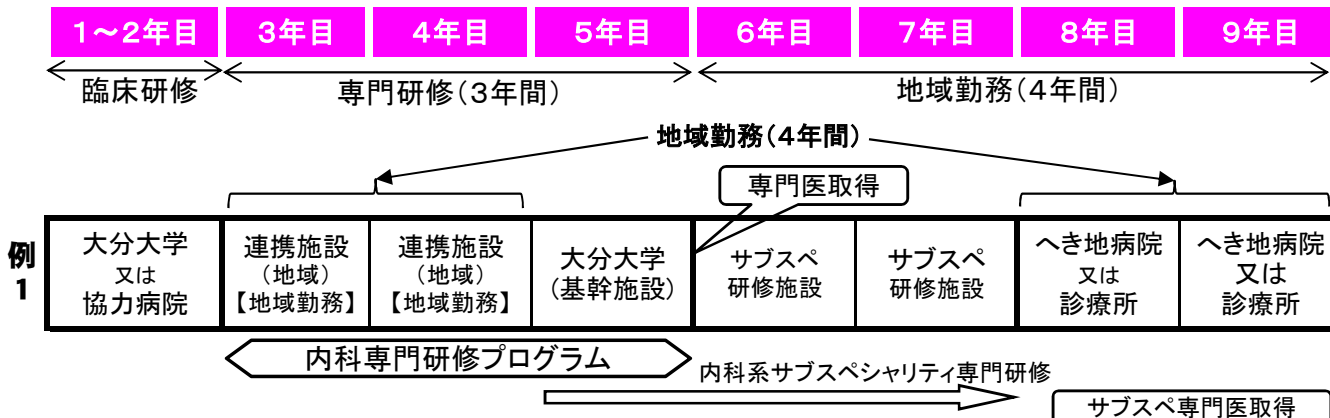 1～2年目 3年目 4年目 5年目 6年目 7年目 8年目 9年目
臨床研修 専門研修(3年間) 地域勤務(4年間)
地域勤務(4年間)
専門医取得
例1
大分大学
又は
協力病院
連携施設
(地域)
【地域勤務】
連携施設
(地域)
【地域勤務】
大分大学
(基幹施設)
サブスペ
研修施設
サブスペ
研修施設
へき地病院
又は
診療所
へき地病院
又は
診療所
内科専門研修プログラム
内科系サブスペシャリティ専門研修
サブスペ専門医取得